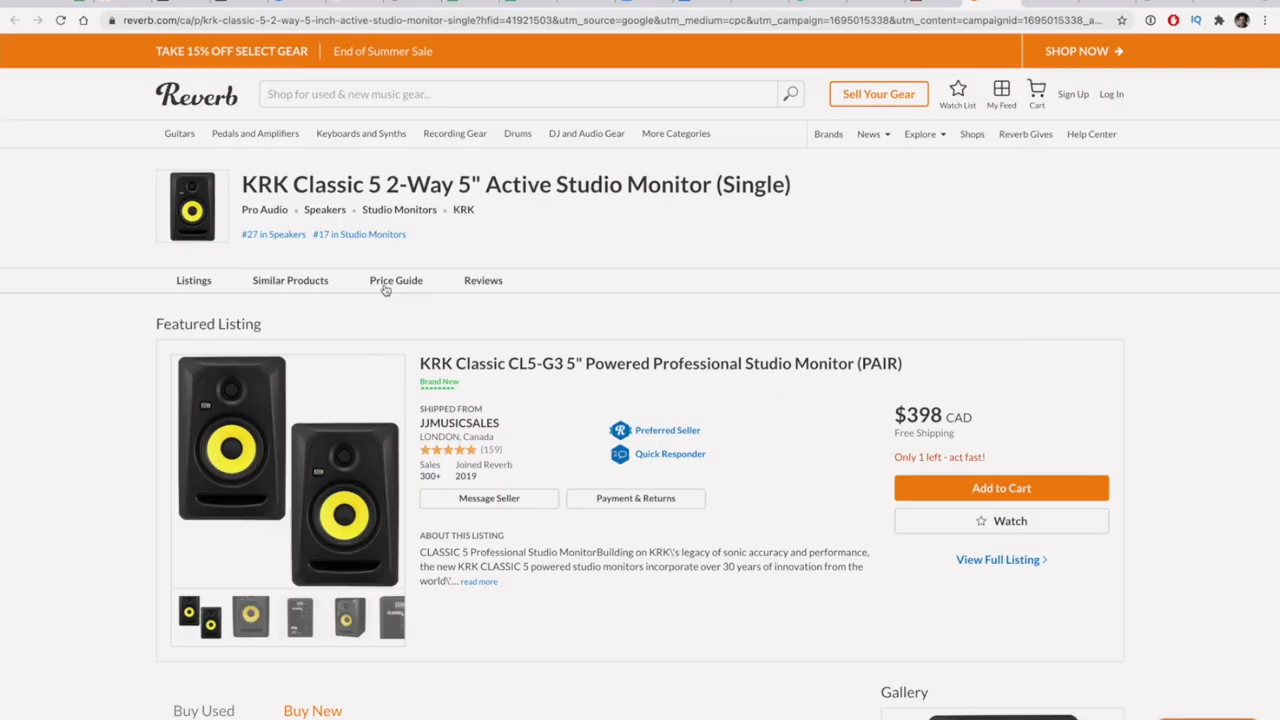 reverb.com/ca/p/krk-classic-5-2-way-5-inch-active-studio-monitor-single?hfid=41921503&utm_source=google&utm_medium=cpc&utm_campaign=1695015338&utm_content=campaignid=1695015338_a...
TAKE 15% OFF SELECT GEAR End of Summer Sale SHOP NOW →
Reverb Shop for used & new music gear... Sell Your Gear Watch List My Feed Cart Sign Up Log In
Guitars Pedals and Amplifiers Keyboards and Synths Recording Gear Drums DJ and Audio Gear More Categories Brands News Explore Shops Reverb Gives Help Center
KRK Classic 5 2-Way 5" Active Studio Monitor (Single)
Pro Audio • Speakers • Studio Monitors • KRK
#27 in Speakers #17 in Studio Monitors
Listings Similar Products Price Guide Reviews
Featured Listing
KRK Classic CL5-G3 5" Powered Professional Studio Monitor (PAIR)
Brand New
SHIPPED FROM
JJMUSICSALES
LONDON, Canada
(159)
Sales Joined Reverb
300+ 2019
Preferred Seller
Quick Responder
Message Seller Payment & Returns
$398 CAD
Free Shipping
Only 1 left - act fast!
Add to Cart
Watch
View Full Listing >
ABOUT THIS LISTING
CLASSIC 5 Professional Studio MonitorBuilding on KRK\'s legacy of sonic accuracy and performance,
the new KRK CLASSIC 5 powered studio monitors incorporate over 30 years of innovation from the
world\'... read more
Buy Used Buy New
Gallery